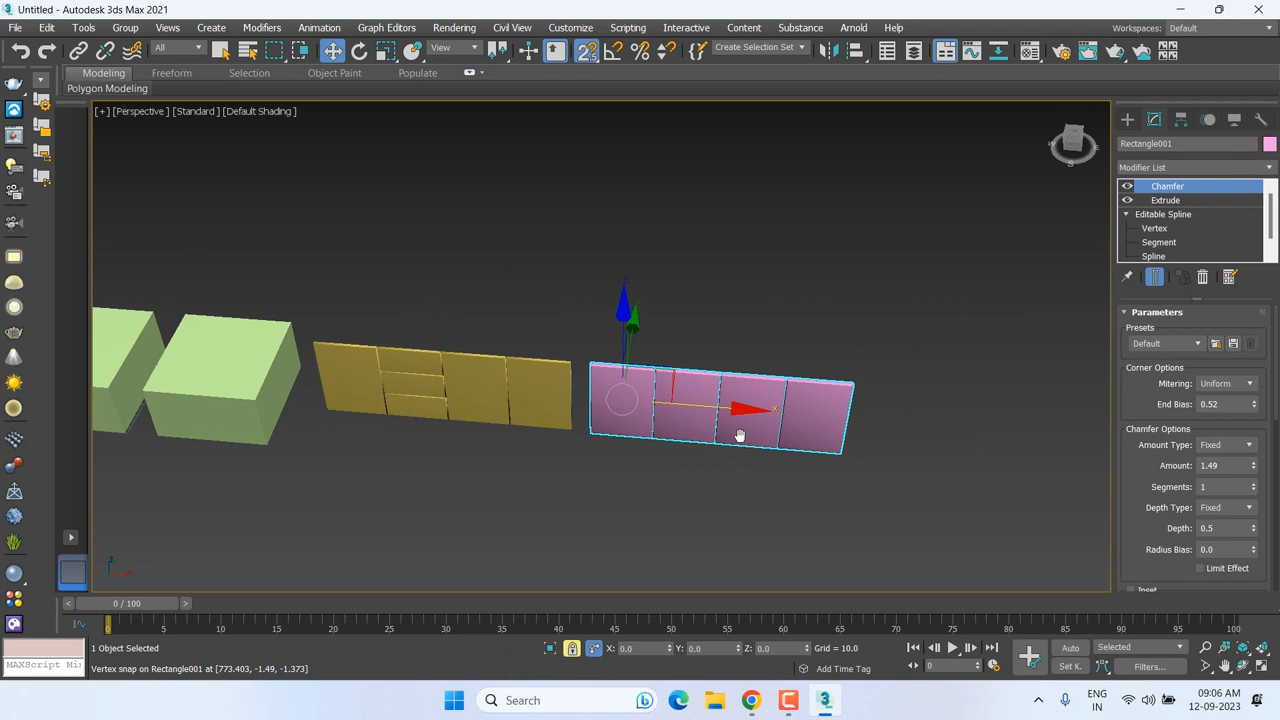 Untitled - Autodesk 3ds Max 2021
File Edit Tools Group Views Create Modifiers Animation Graph Editors Rendering Civil View Customize Scripting Interactive Content Substance Arnold Help Workspaces: Default
All View Create Selection Set
Modeling Freeform Selection Object Paint Populate
Polygon Modeling
[+] [Perspective ] [Standard ] [Default Shading ]
Rectangle001
Modifier List
Chamfer
Extrude
Editable Spline
Vertex
Segment
Spline
Parameters
Presets
Default
Corner Options
Mitering: Uniform
End Bias: 0.52
Chamfer Options
Amount Type: Fixed
Amount: 1.49
Segments: 1
Depth Type: Fixed
Depth: 0.5
Radius Bias: 0.0
Limit Effect
Inset
0 / 100
0 5 10 15 20 25 30 35 40 45 50 55 60 65 70 75 80 85 90 95 100
1 Object Selected X: 0.0 Y: 0.0 Z: 0.0 Grid = 10.0 Auto Selected
MAXScript Mi Vertex snap on Rectangle001 at [773.403, -1.49, -1.373] Add Time Tag 0 Set K. Filters...
Search ENG IN 09:06 AM 12-09-2023